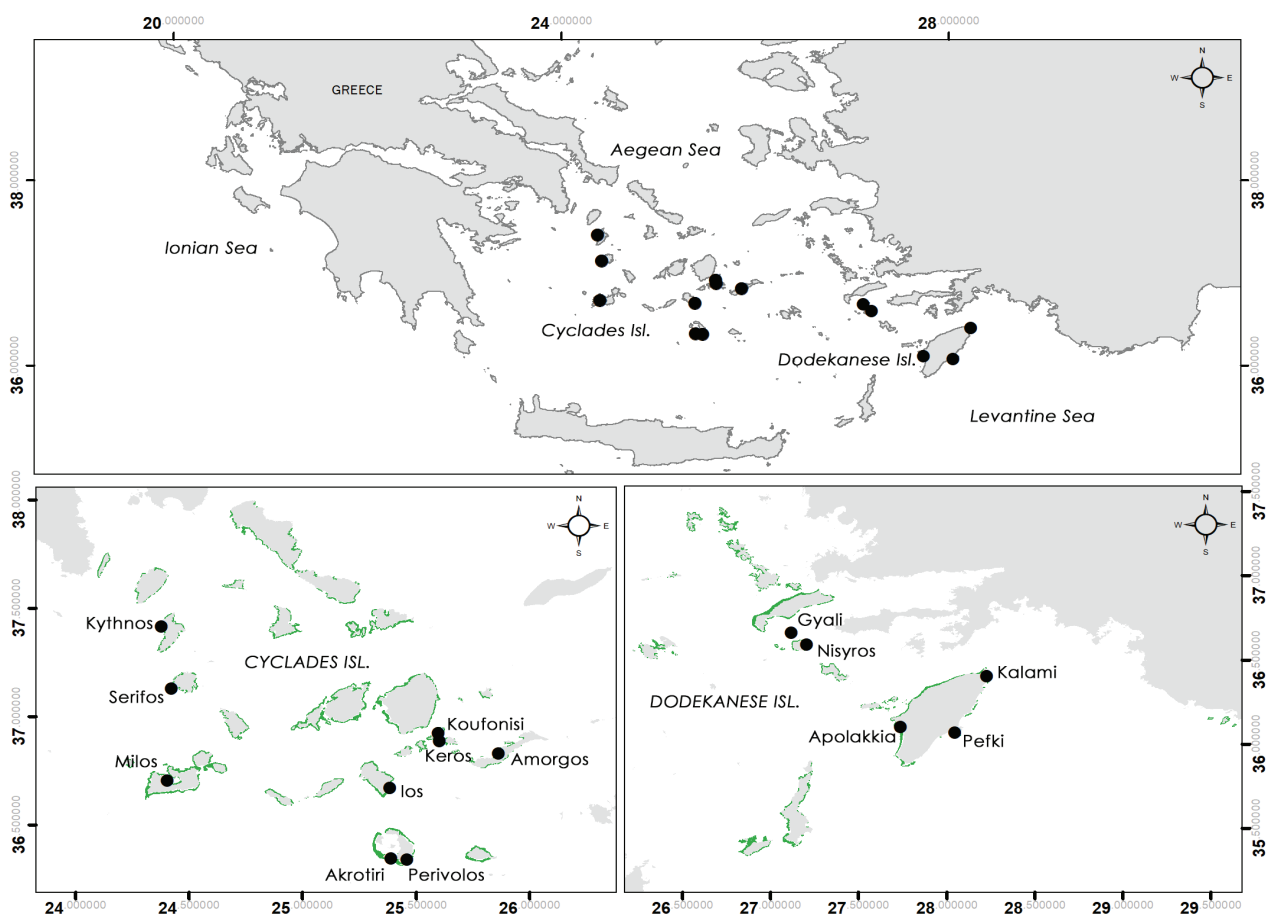 20.000000 24.000000 28.000000
N
W E
S
GREECE
Aegean Sea
38.000000 38.000000
Ionian Sea
Cyclades Isl.
Dodekanese Isl.
36.000000 36.000000
Levantine Sea
N
W E
S
38.000000
37.500000
37.000000
36.500000
Kythnos
CYCLADES ISL.
Serifos
Koufonisi
Keros
Amorgos
Milos
Ios
Akrotiri Perivolos
24.000000 24.500000 25.000000 25.500000 26.000000
N
W E
S
37.500000
37.000000
36.500000
36.000000
35.500000
Gyali
Nisyros
Kalami
DODEKANESE ISL.
Apolakkia
Pefki
26.500000 27.000000 27.500000 28.000000 28.500000 29.000000 29.500000